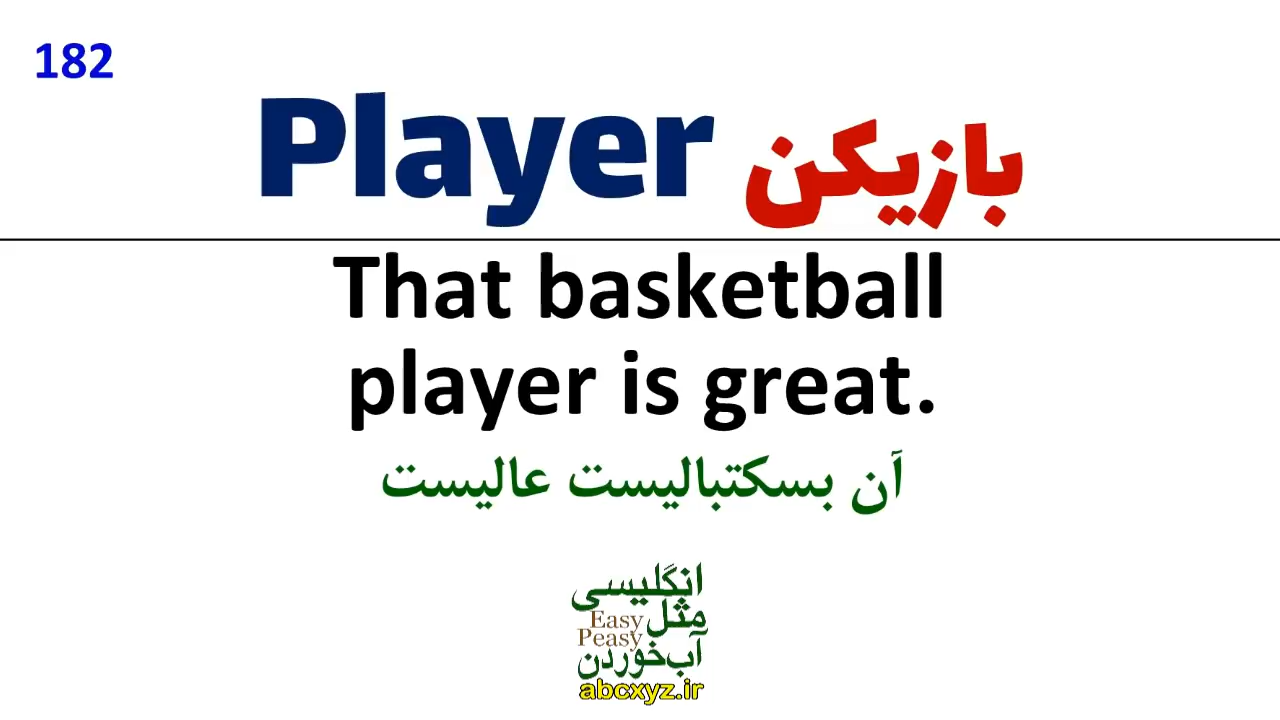 182
Player بازیکن
That basketball
player is great.
آن بسکتبالیست عالیست
انگلیسی
مثل Easy
Peasy
آب‌خوردن
abcxyz.ir